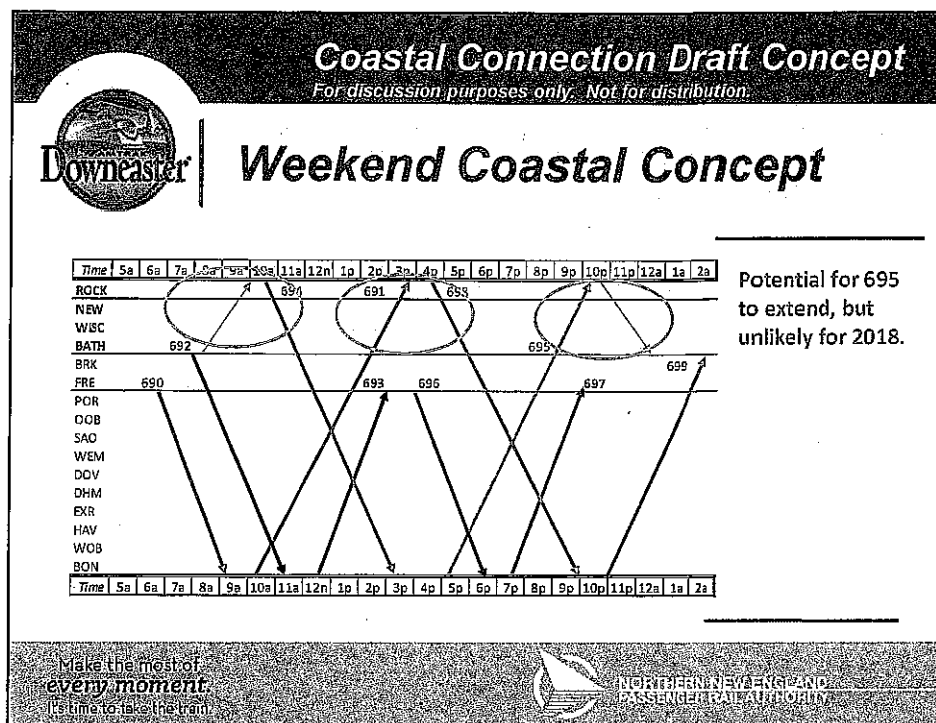 Coastal Connection Draft Concept
For discussion purposes only. Not for distribution.
AMTRAK
Downeaster
Weekend Coastal Concept
Time 5a 6a 7a 8a 9a 10a 11a 12n 1p 2p 3p 4p 5p 6p 7p 8p 9p 10p 11p 12a 1a 2a
ROCK 694 691 698
NEW
WISC
BATH 692 695
BRK 699
FRE 690 693 696 697
POR
OOB
SAO
WEM
DOV
DHM
EXR
HAV
WOB
BON
Time 5a 6a 7a 8a 9a 10a 11a 12n 1p 2p 3p 4p 5p 6p 7p 8p 9p 10p 11p 12a 1a 2a
Potential for 695
to extend, but
unlikely for 2018.
Make the most of
every moment.
It's time to take the train.
NORTHERN NEW ENGLAND
PASSENGER RAIL AUTHORITY